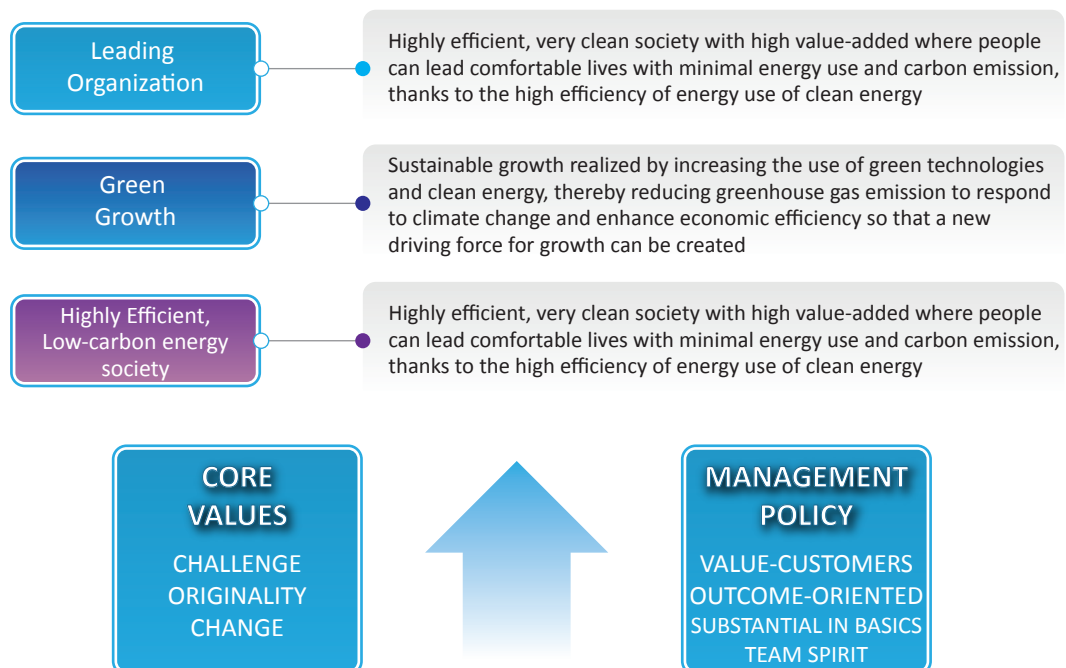 Leading
Organization
Highly efficient, very clean society with high value-added where people
can lead comfortable lives with minimal energy use and carbon emission,
thanks to the high efficiency of energy use of clean energy
Green
Growth
Sustainable growth realized by increasing the use of green technologies
and clean energy, thereby reducing greenhouse gas emission to respond
to climate change and enhance economic efficiency so that a new
driving force for growth can be created
Highly Efficient,
Low-carbon energy
society
Highly efficient, very clean society with high value-added where people
can lead comfortable lives with minimal energy use and carbon emission,
thanks to the high efficiency of energy use of clean energy
CORE
VALUES
CHALLENGE
ORIGINALITY
CHANGE
MANAGEMENT
POLICY
VALUE-CUSTOMERS
OUTCOME-ORIENTED
SUBSTANTIAL IN BASICS
TEAM SPIRIT